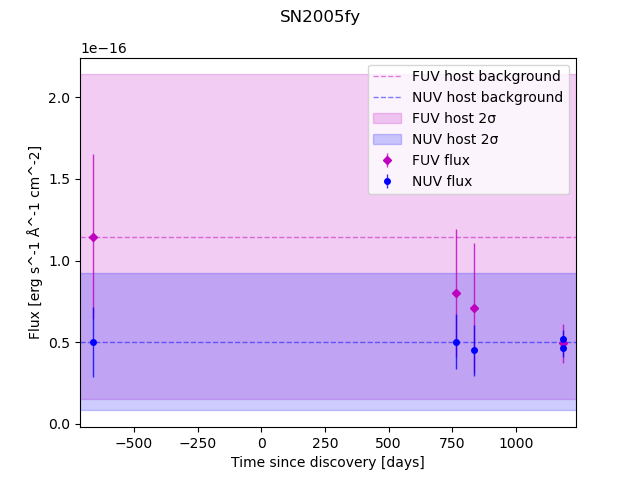 SN2005fy
1e−16
FUV host background
NUV host background
FUV host 2σ
NUV host 2σ
FUV flux
NUV flux
2.0
1.5
1.0
0.5
0.0
Flux [erg s^-1 Å^-1 cm^-2]
−500 −250 0 250 500 750 1000
Time since discovery [days]